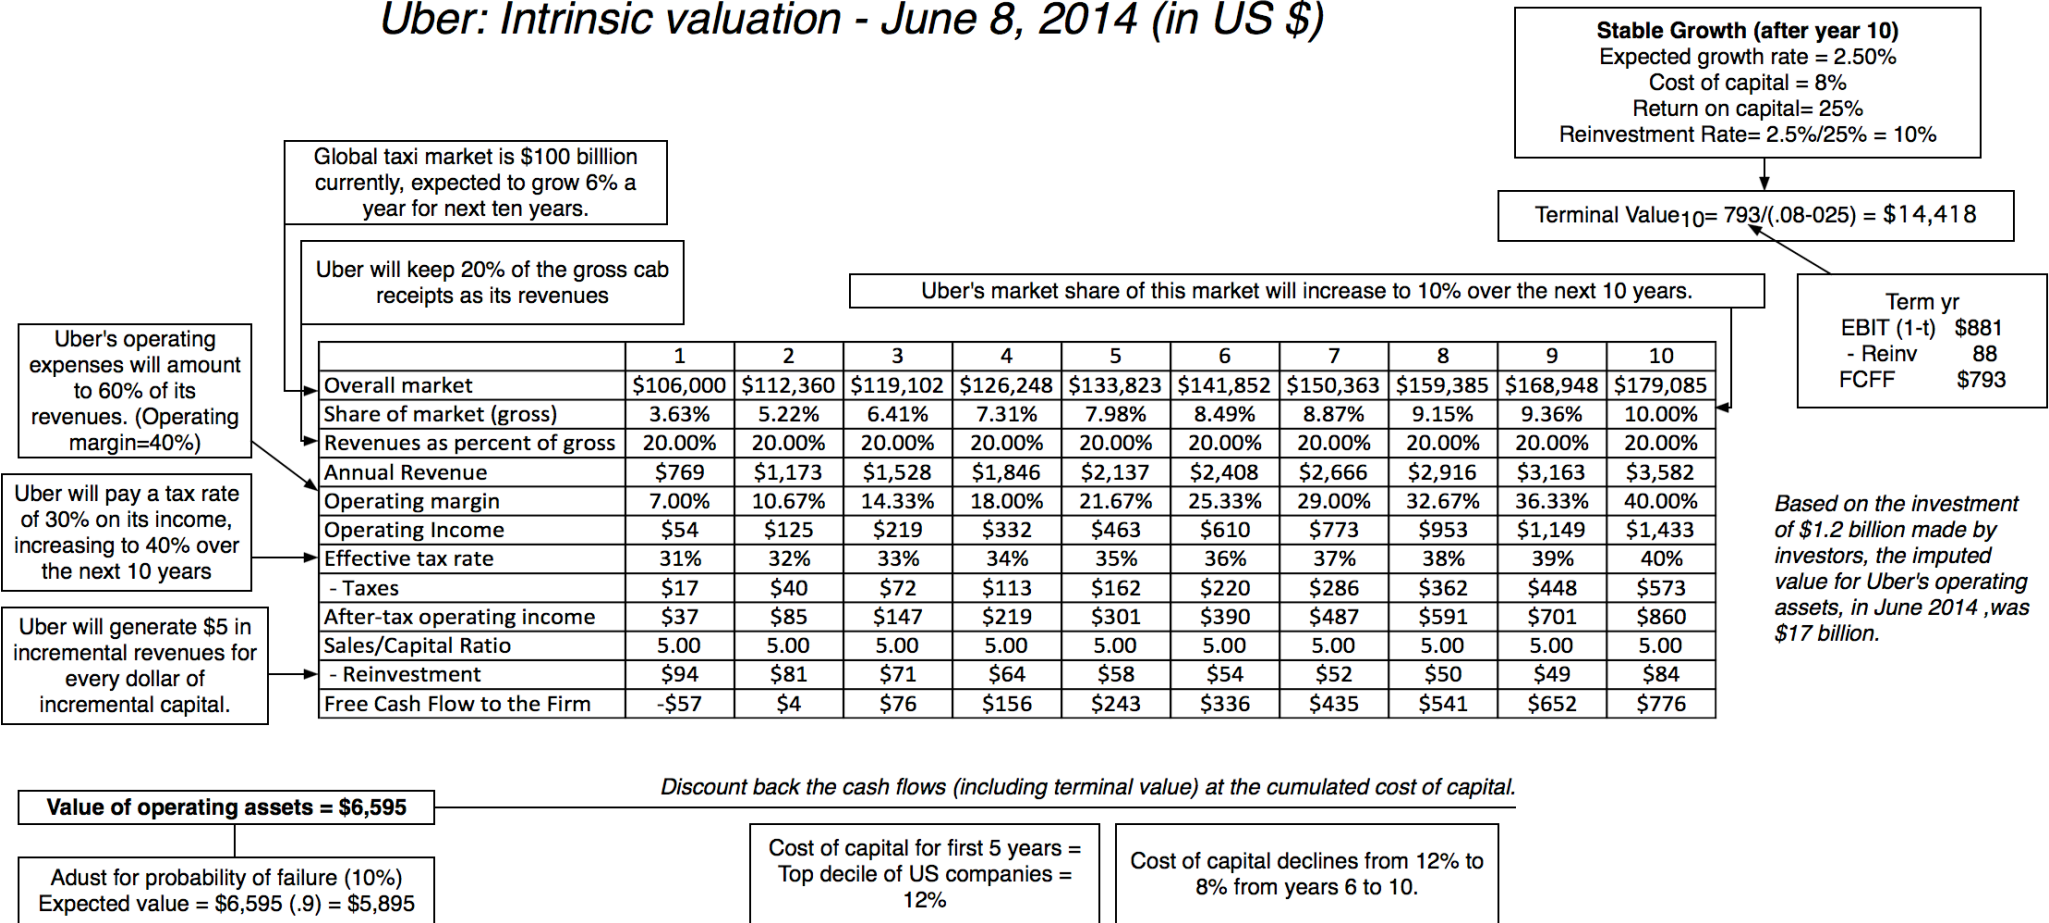 Uber: Intrinsic valuation - June 8, 2014 (in US $)
Stable Growth (after year 10)
Expected growth rate = 2.50%
Cost of capital = 8%
Return on capital= 25%
Reinvestment Rate= 2.5%/25% = 10%
Global taxi market is $100 billlion
currently, expected to grow 6% a
year for next ten years.
Terminal Value10= 793/(.08-025) = $14,418
Uber will keep 20% of the gross cab
receipts as its revenues
Uber's market share of this market will increase to 10% over the next 10 years.
Term yr
EBIT (1-t) $881
- Reinv 88
FCFF $793
Uber's operating
expenses will amount
to 60% of its
revenues. (Operating
margin=40%)
Uber will pay a tax rate
of 30% on its income,
increasing to 40% over
the next 10 years
Uber will generate $5 in
incremental revenues for
every dollar of
incremental capital.
1 2 3 4 5 6 7 8 9 10
Overall market $106,000 $112,360 $119,102 $126,248 $133,823 $141,852 $150,363 $159,385 $168,948 $179,085
Share of market (gross) 3.63% 5.22% 6.41% 7.31% 7.98% 8.49% 8.87% 9.15% 9.36% 10.00%
Revenues as percent of gross 20.00% 20.00% 20.00% 20.00% 20.00% 20.00% 20.00% 20.00% 20.00% 20.00%
Annual Revenue $769 $1,173 $1,528 $1,846 $2,137 $2,408 $2,666 $2,916 $3,163 $3,582
Operating margin 7.00% 10.67% 14.33% 18.00% 21.67% 25.33% 29.00% 32.67% 36.33% 40.00%
Operating Income $54 $125 $219 $332 $463 $610 $773 $953 $1,149 $1,433
Effective tax rate 31% 32% 33% 34% 35% 36% 37% 38% 39% 40%
- Taxes $17 $40 $72 $113 $162 $220 $286 $362 $448 $573
After-tax operating income $37 $85 $147 $219 $301 $390 $487 $591 $701 $860
Sales/Capital Ratio 5.00 5.00 5.00 5.00 5.00 5.00 5.00 5.00 5.00 5.00
- Reinvestment $94 $81 $71 $64 $58 $54 $52 $50 $49 $84
Free Cash Flow to the Firm -$57 $4 $76 $156 $243 $336 $435 $541 $652 $776
Based on the investment
of $1.2 billion made by
investors, the imputed
value for Uber's operating
assets, in June 2014 ,was
$17 billion.
Discount back the cash flows (including terminal value) at the cumulated cost of capital.
Value of operating assets = $6,595
Adust for probability of failure (10%)
Expected value = $6,595 (.9) = $5,895
Cost of capital for first 5 years =
Top decile of US companies =
12%
Cost of capital declines from 12% to
8% from years 6 to 10.